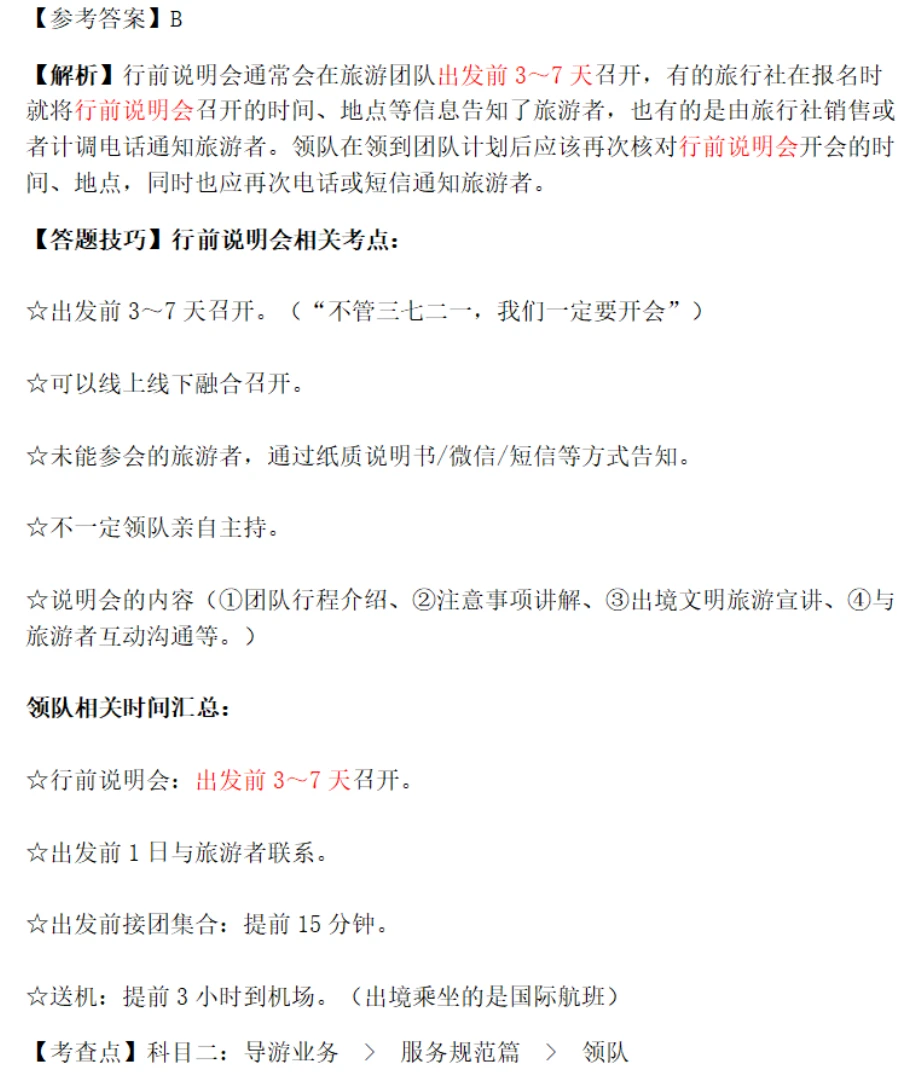 【参考答案】B
【解析】行前说明会通常会在旅游团队出发前 3～7 天召开，有的旅行社在报名时
就将行前说明会召开的时间、地点等信息告知了旅游者，也有的是由旅行社销售或
者计调电话通知旅游者。领队在领到团队计划后应该再次核对行前说明会开会的时
间、地点，同时也应再次电话或短信通知旅游者。
【答题技巧】行前说明会相关考点：
☆出发前 3～7 天召开。（“不管三七二一，我们一定要开会”）
☆可以线上线下融合召开。
☆未能参会的旅游者，通过纸质说明书/微信/短信等方式告知。
☆不一定领队亲自主持。
☆说明会的内容（①团队行程介绍、②注意事项讲解、③出境文明旅游宣讲、④与
旅游者互动沟通等。）
领队相关时间汇总：
☆行前说明会：出发前 3～7 天召开。
☆出发前 1 日与旅游者联系。
☆出发前接团集合：提前 15 分钟。
☆送机：提前 3 小时到机场。（出境乘坐的是国际航班）
【考查点】科目二：导游业务 > 服务规范篇 > 领队